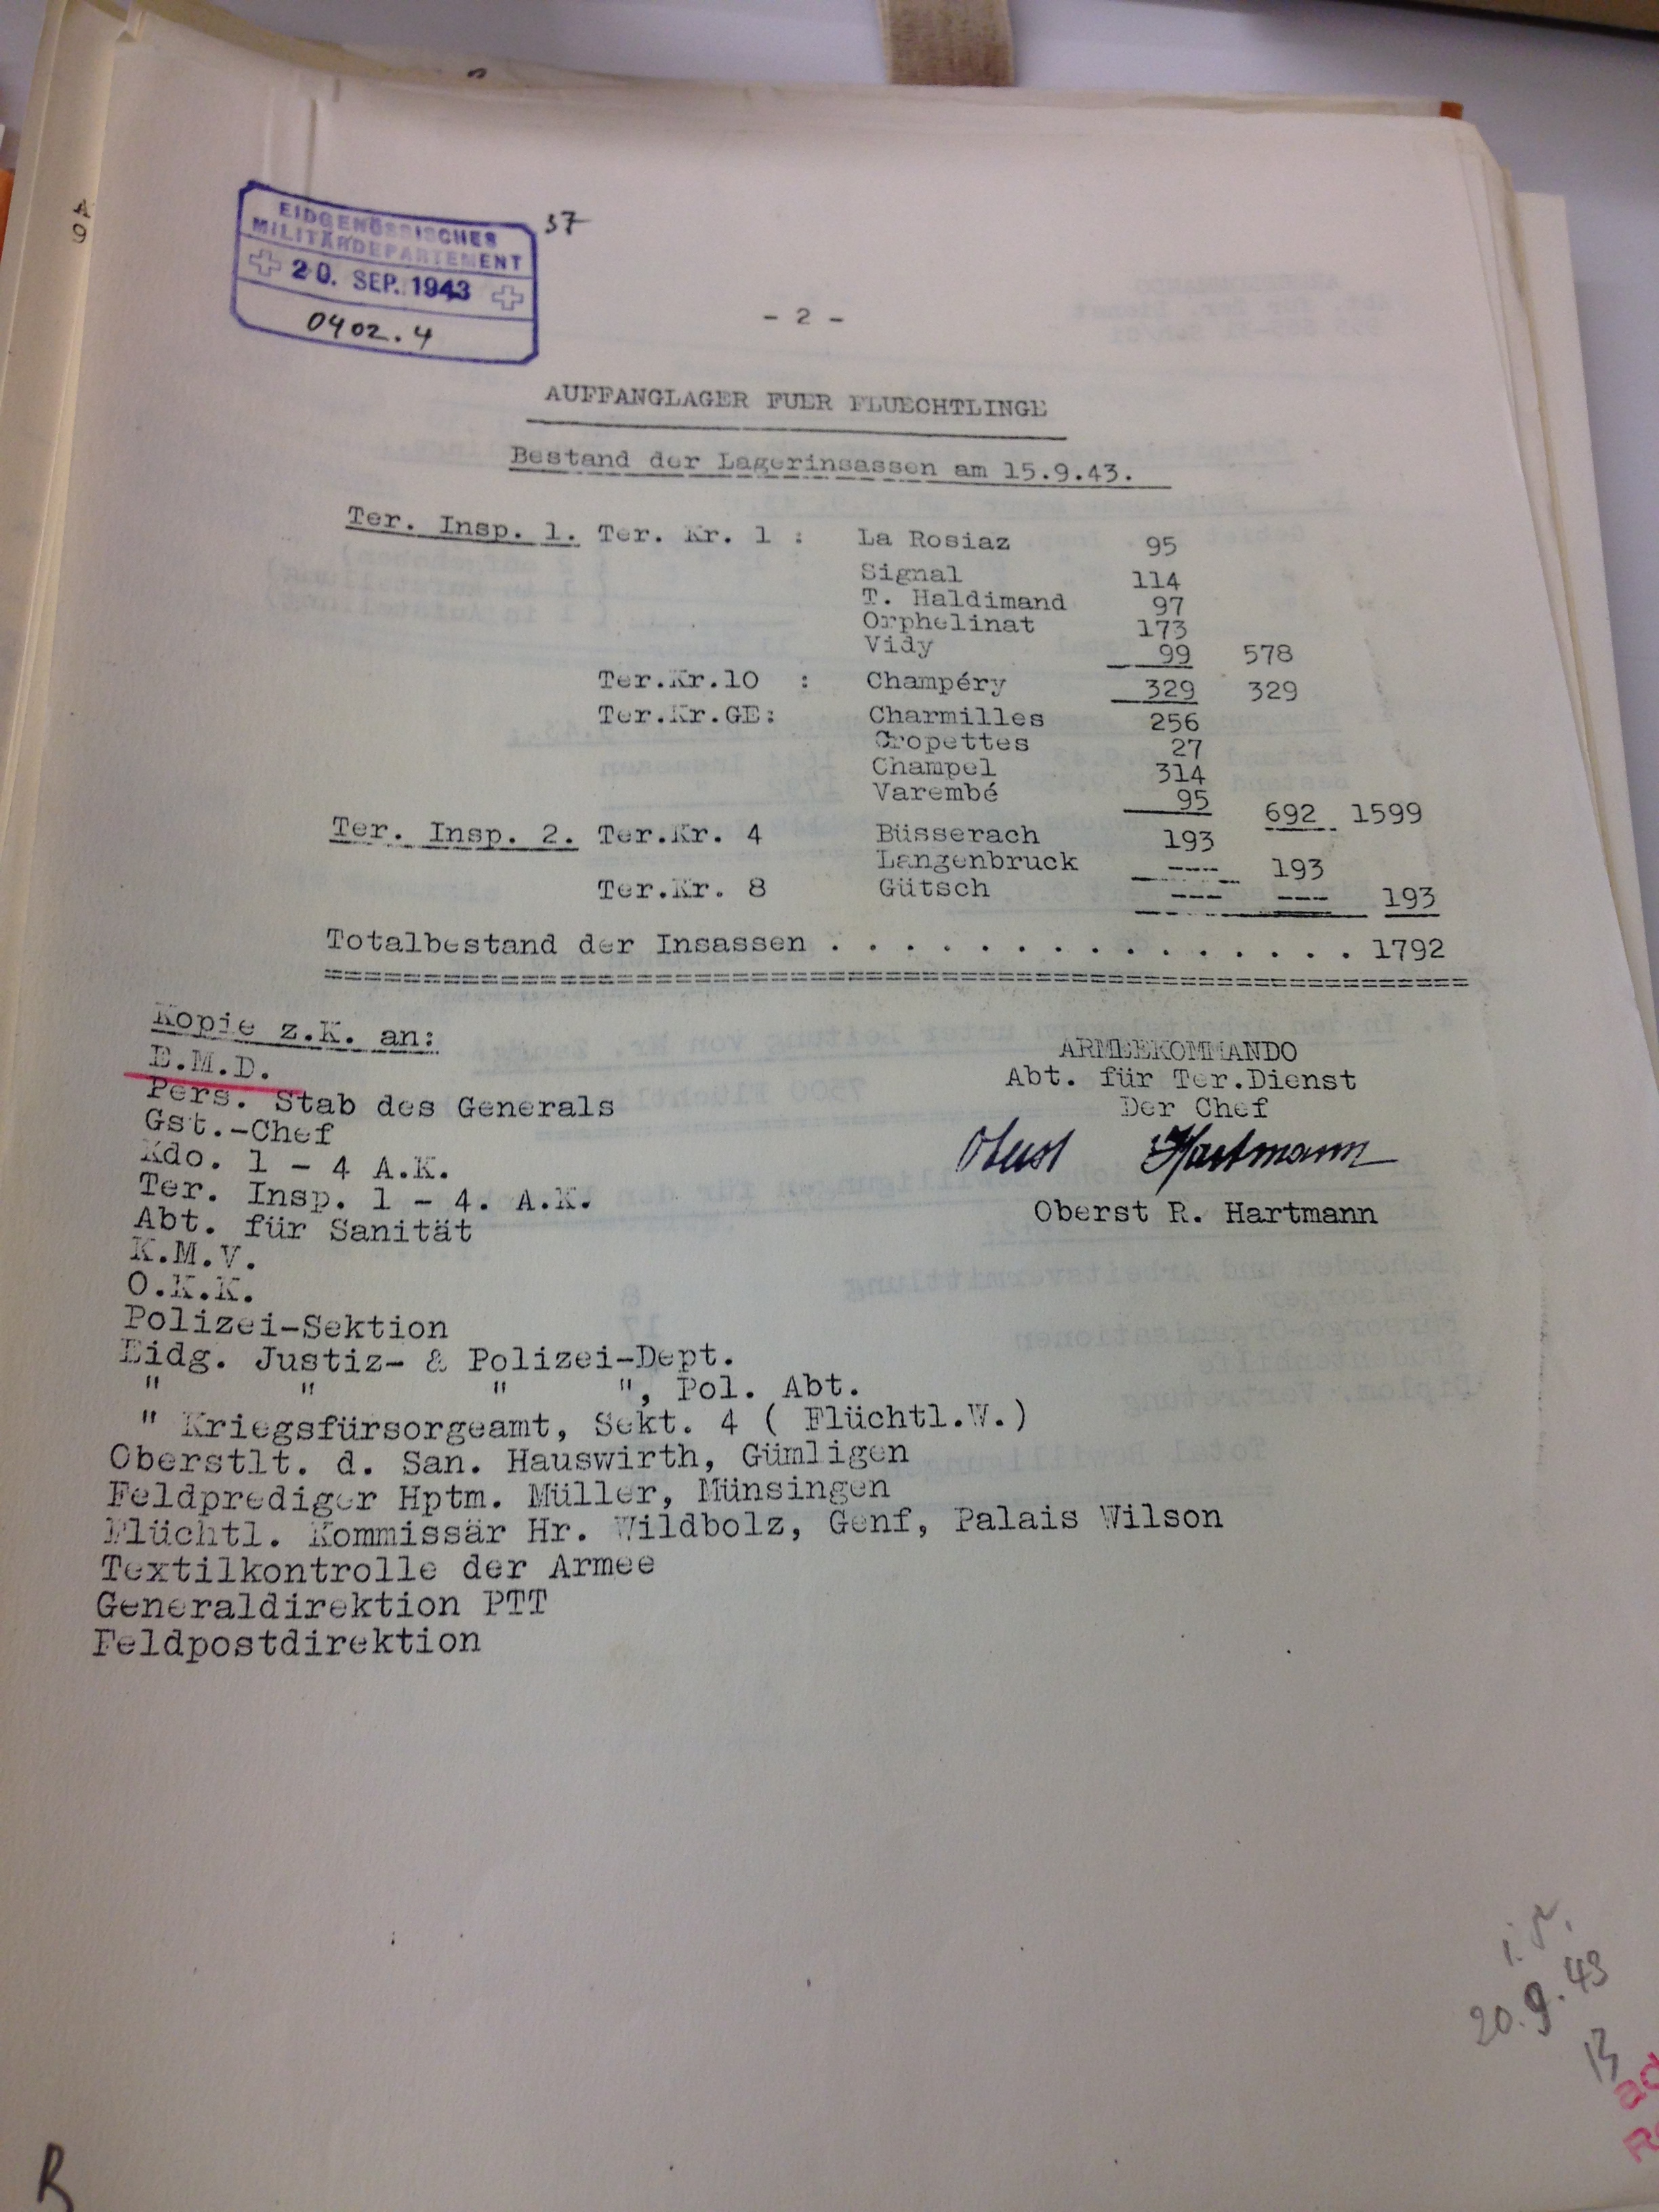 A
9
EIDGENÖSSISCHES
MILITÄRDEPARTEMENT
20. SEP. 1943
0402.4
37
- 2 -
AUFFANGLAGER FUER FLUECHTLINGE
Bestand der Lagerinsassen am 15.9.43.
Ter. Insp. 1. Ter. Kr. 1 : La Rosiaz 95
Signal 114
T. Haldimand 97
Orphelinat 173
Vidy 99 578
Ter.Kr.10 : Champéry 329 329
Ter.Kr.GE: Charmilles 256
Cropettes 27
Champel 314
Varembé 95 692 1599
Ter. Insp. 2. Ter.Kr. 4 Büsserach 193
Langenbruck --- 193
Ter.Kr. 8 Gütsch --- --- 193
Totalbestand der Insassen . . . . . . . . . . . . . . . . 1792
Kopie z.K. an:
E.M.D.
Pers. Stab des Generals
Gst.-Chef
Kdo. 1 - 4 A.K.
Ter. Insp. 1 - 4. A.K.
Abt. für Sanität
K.M.V.
O.K.K.
Polizei-Sektion
Eidg. Justiz- & Polizei-Dept.
" " " ", Pol. Abt.
" Kriegsfürsorgeamt, Sekt. 4 ( Flüchtl.W.)
Oberstlt. d. San. Hauswirth, Gümligen
Feldprediger Hptm. Müller, Münsingen
Flüchtl. Kommissär Hr. Wildbolz, Genf, Palais Wilson
Textilkontrolle der Armee
Generaldirektion PTT
Feldpostdirektion
ARMEEKOMMANDO
Abt. für Ter.Dienst
Der Chef
Oberst Hartmann
Oberst R. Hartmann
20.9.43
ad
B